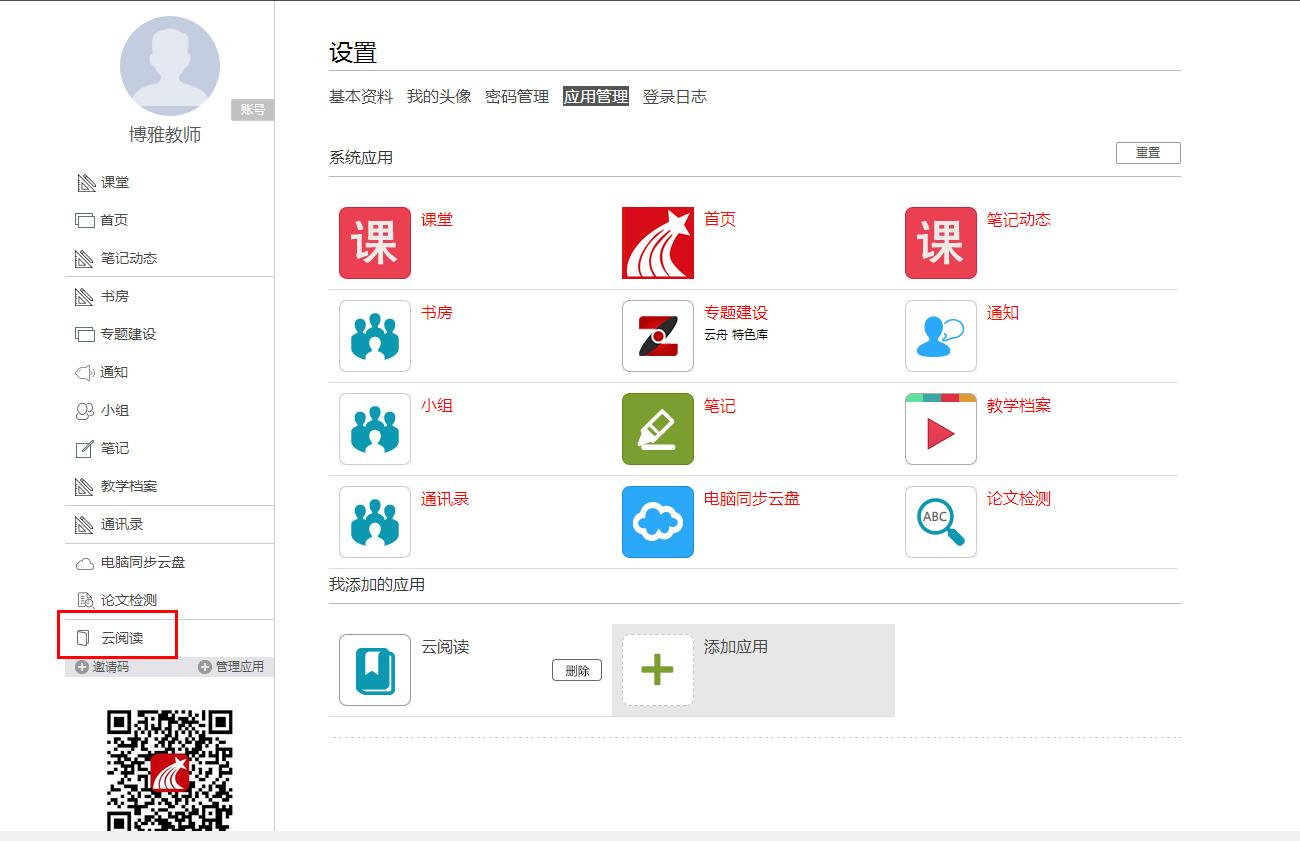 账号
博雅教师
课堂
首页
笔记动态
书房
专题建设
通知
小组
笔记
教学档案
通讯录
电脑同步云盘
论文检测
云阅读
邀请码 管理应用
设置
基本资料 我的头像 密码管理 应用管理 登录日志
系统应用 重置
课 课堂
首页
课 笔记动态
书房
专题建设
云舟 特色库
通知
小组
笔记
教学档案
通讯录
电脑同步云盘
ABC 论文检测
我添加的应用
云阅读 删除
添加应用